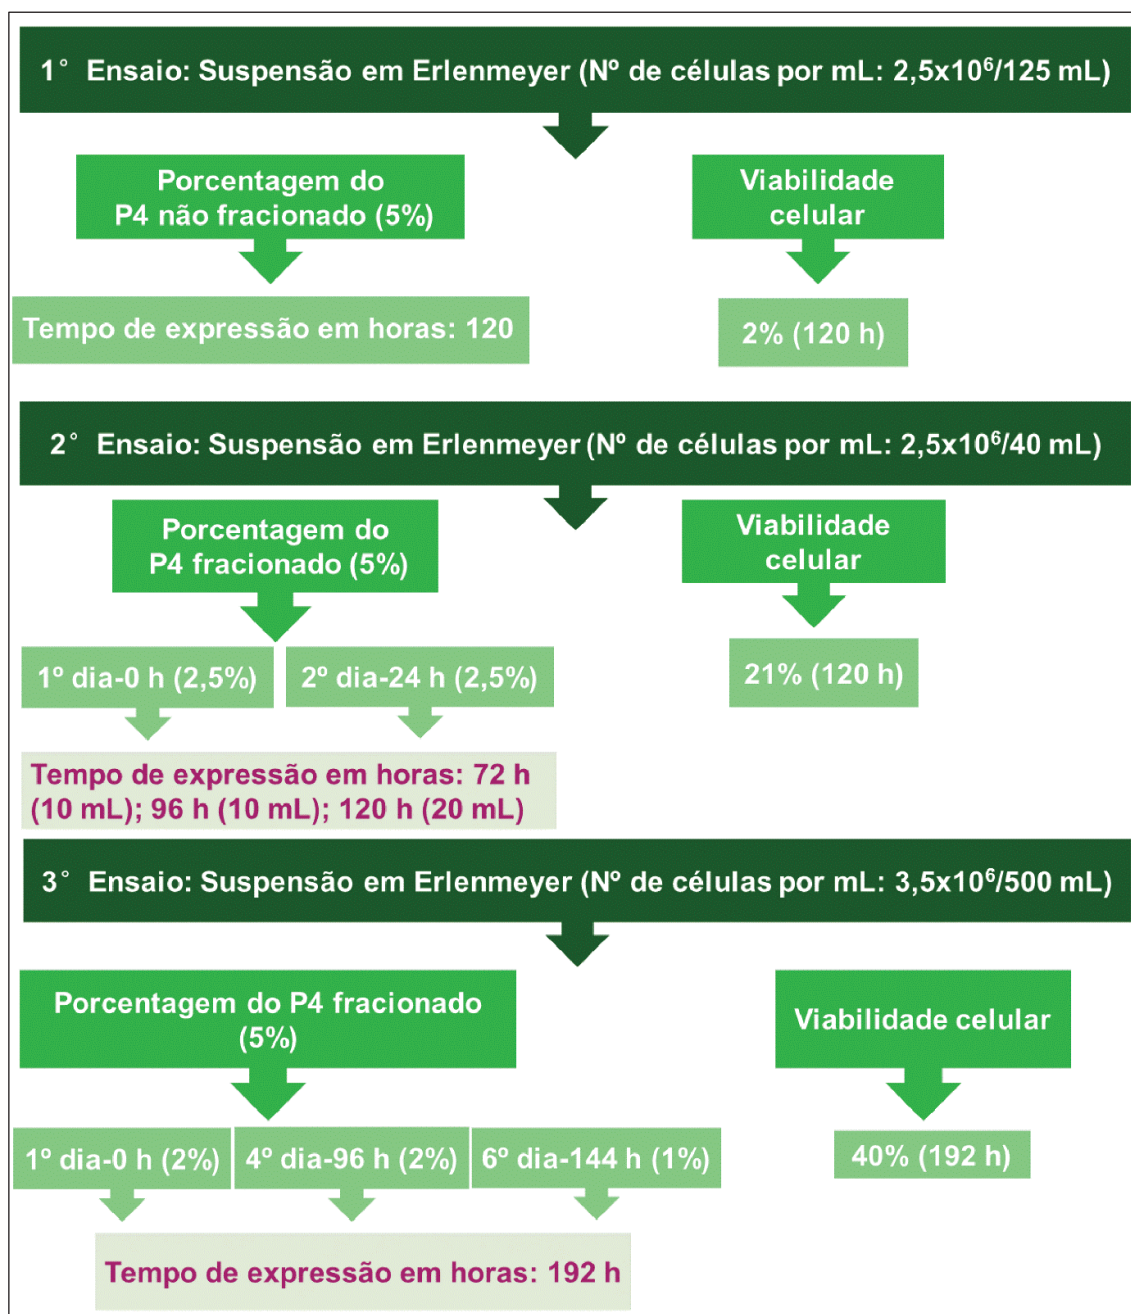 1° Ensaio: Suspensão em Erlenmeyer (Nº de células por mL: 2,5x10⁶/125 mL)
Porcentagem do
P4 não fracionado (5%)
Viabilidade
celular
Tempo de expressão em horas: 120
2% (120 h)
2° Ensaio: Suspensão em Erlenmeyer (Nº de células por mL: 2,5x10⁶/40 mL)
Porcentagem do
P4 fracionado (5%)
Viabilidade
celular
1º dia-0 h (2,5%)
2º dia-24 h (2,5%)
21% (120 h)
Tempo de expressão em horas: 72 h
(10 mL); 96 h (10 mL); 120 h (20 mL)
3° Ensaio: Suspensão em Erlenmeyer (Nº de células por mL: 3,5x10⁶/500 mL)
Porcentagem do P4 fracionado
(5%)
Viabilidade celular
1º dia-0 h (2%)
4º dia-96 h (2%)
6º dia-144 h (1%)
40% (192 h)
Tempo de expressão em horas: 192 h